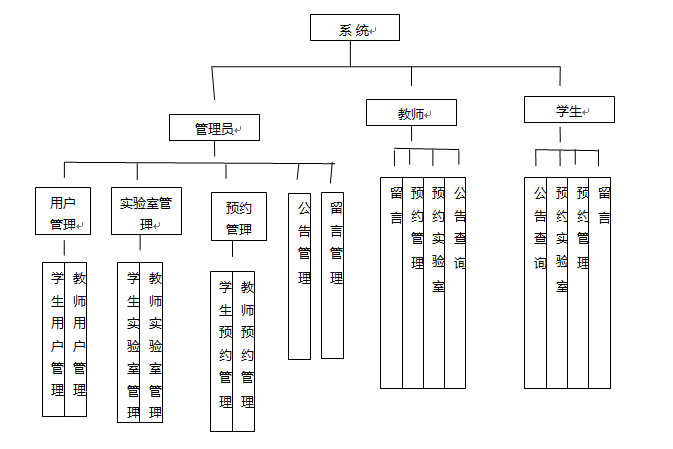 系 统
管理员
教师
学生
用户
管理
实验室管
理
预约
管理
公告管理
留言管理
留言
预约管理
预约实验室
公告查询
公告查询
预约实验室
预约管理
留言
学生用户管理
教师用户管理
学生实验室管理
教师实验室管理
学生预约管理
教师预约管理